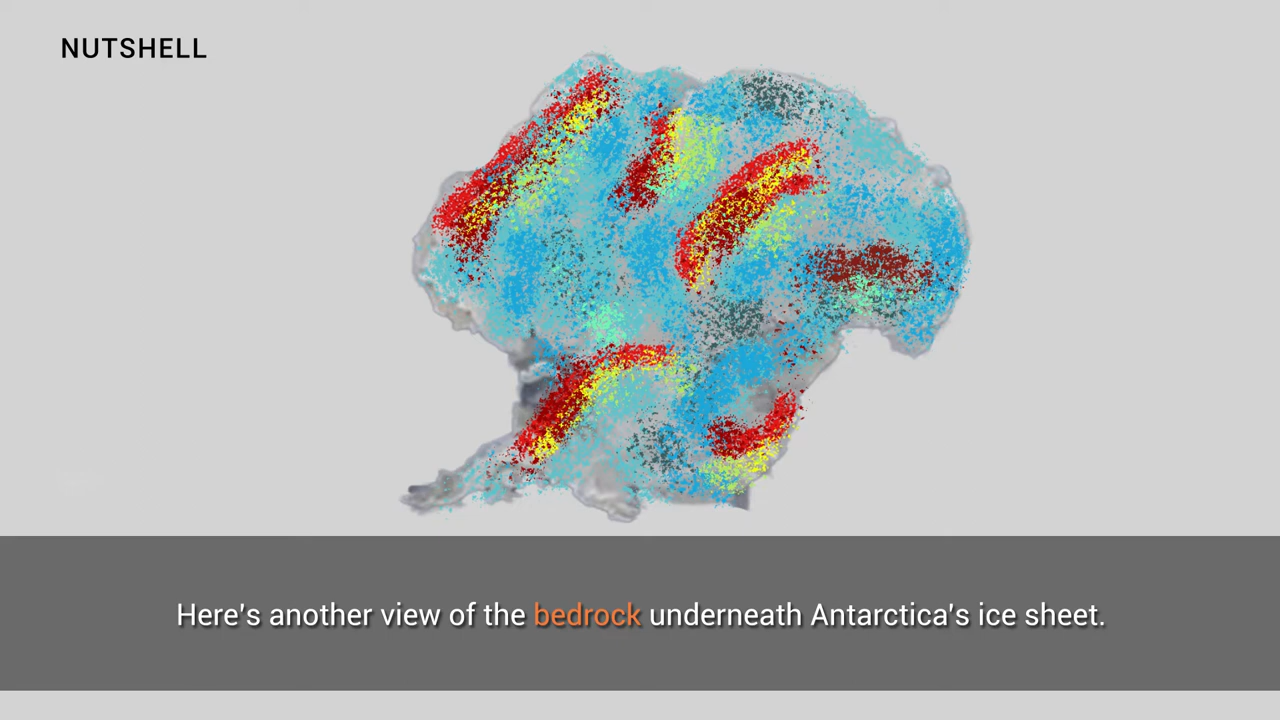 NUTSHELL
Here's another view of the bedrock underneath Antarctica's ice sheet.